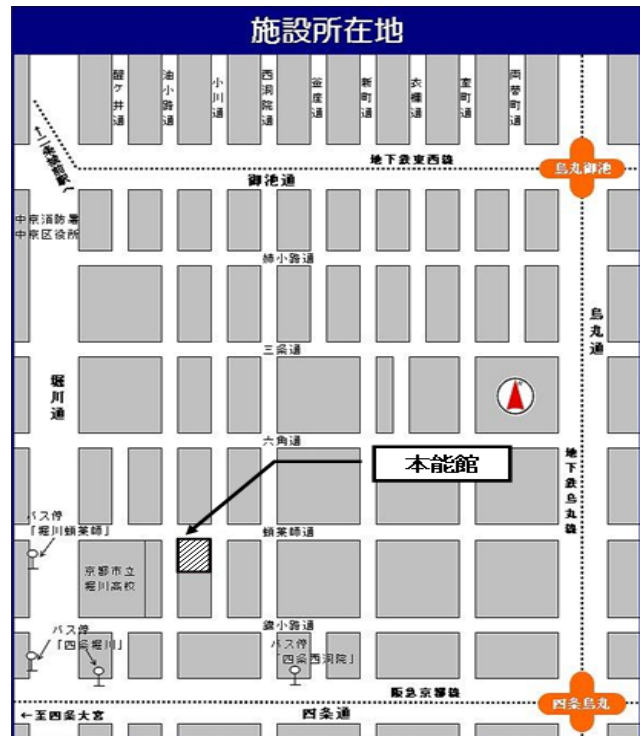 施設所在地
醒ケ井通
油小路通
小川通
西洞院通
釜座通
新町通
衣棚通
室町通
両替町通
地下鉄東西線
烏丸御池
御池通
中京消防署
中京区役所
姉小路通
烏丸通
三条通
堀川通
六角通
本能館
地下鉄烏丸線
バス停
「堀川蛸薬師」
蛸薬師通
京都市立
堀川高校
錦小路通
バス停
「四条堀川」
バス停
「四条西洞院」
阪急京都線
四条烏丸
←至四条大宮
四条通